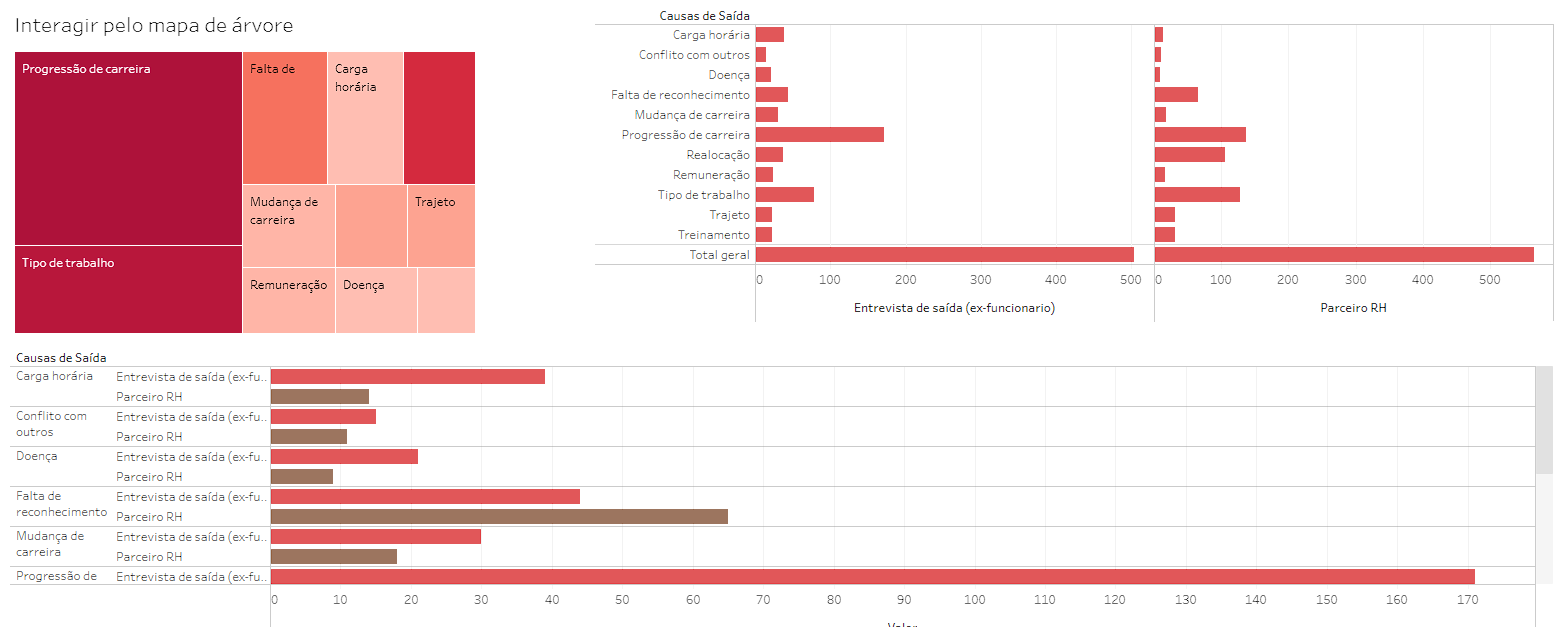 Interagir pelo mapa de árvore
Progressão de carreira
Tipo de trabalho
Falta de
Carga
horária
Mudança de
carreira
Trajeto
Remuneração
Doença
Causas de Saída
Carga horária
Conflito com outros
Doença
Falta de reconhecimento
Mudança de carreira
Progressão de carreira
Realocação
Remuneração
Tipo de trabalho
Trajeto
Treinamento
Total geral
0 100 200 300 400 500
0 100 200 300 400 500
Entrevista de saída (ex-funcionario)
Parceiro RH
Causas de Saída
Carga horária
Entrevista de saída (ex-fu..
Parceiro RH
Conflito com
outros
Entrevista de saída (ex-fu..
Parceiro RH
Doença
Entrevista de saída (ex-fu..
Parceiro RH
Falta de
reconhecimento
Entrevista de saída (ex-fu..
Parceiro RH
Mudança de
carreira
Entrevista de saída (ex-fu..
Parceiro RH
Progressão de
Entrevista de saída (ex-fu..
0 10 20 30 40 50 60 70 80 90 100 110 120 130 140 150 160 170
Valor